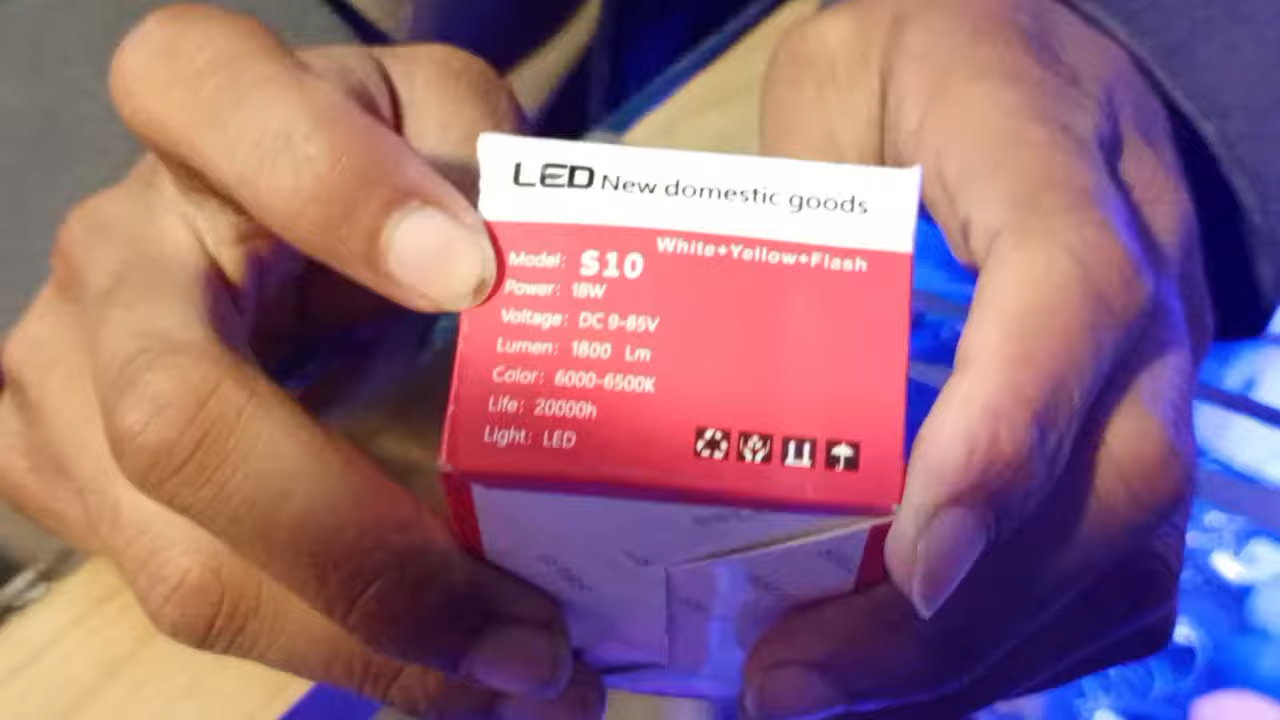 LED New domestic goods
White+Yellow+Flash
Model: S10
Power: 18W
Voltage: DC 9-85V
Lumen: 1800 Lm
Color: 6000-6500K
Life: 20000h
Light: LED